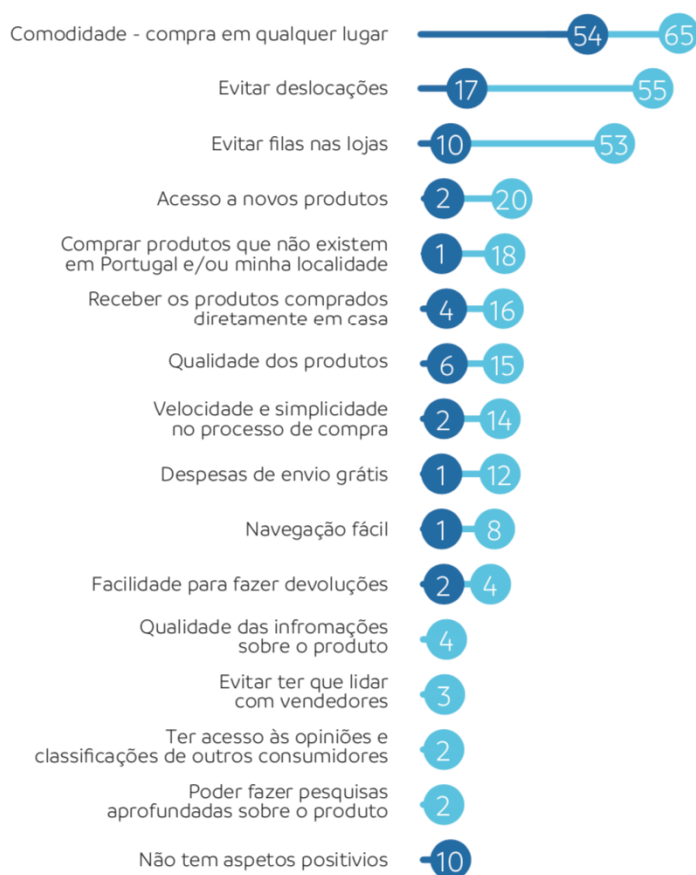 Comodidade - compra em qualquer lugar 54 65
Evitar deslocações 17 55
Evitar filas nas lojas 10 53
Acesso a novos produtos 2 20
Comprar produtos que não existem
em Portugal e/ou minha localidade 1 18
Receber os produtos comprados
diretamente em casa 4 16
Qualidade dos produtos 6 15
Velocidade e simplicidade
no processo de compra 2 14
Despesas de envio grátis 1 12
Navegação fácil 1 8
Facilidade para fazer devoluções 2 4
Qualidade das infromações
sobre o produto 4
Evitar ter que lidar
com vendedores 3
Ter acesso às opiniões e
classificações de outros consumidores 2
Poder fazer pesquisas
aprofundadas sobre o produto 2
Não tem aspetos positivios 10